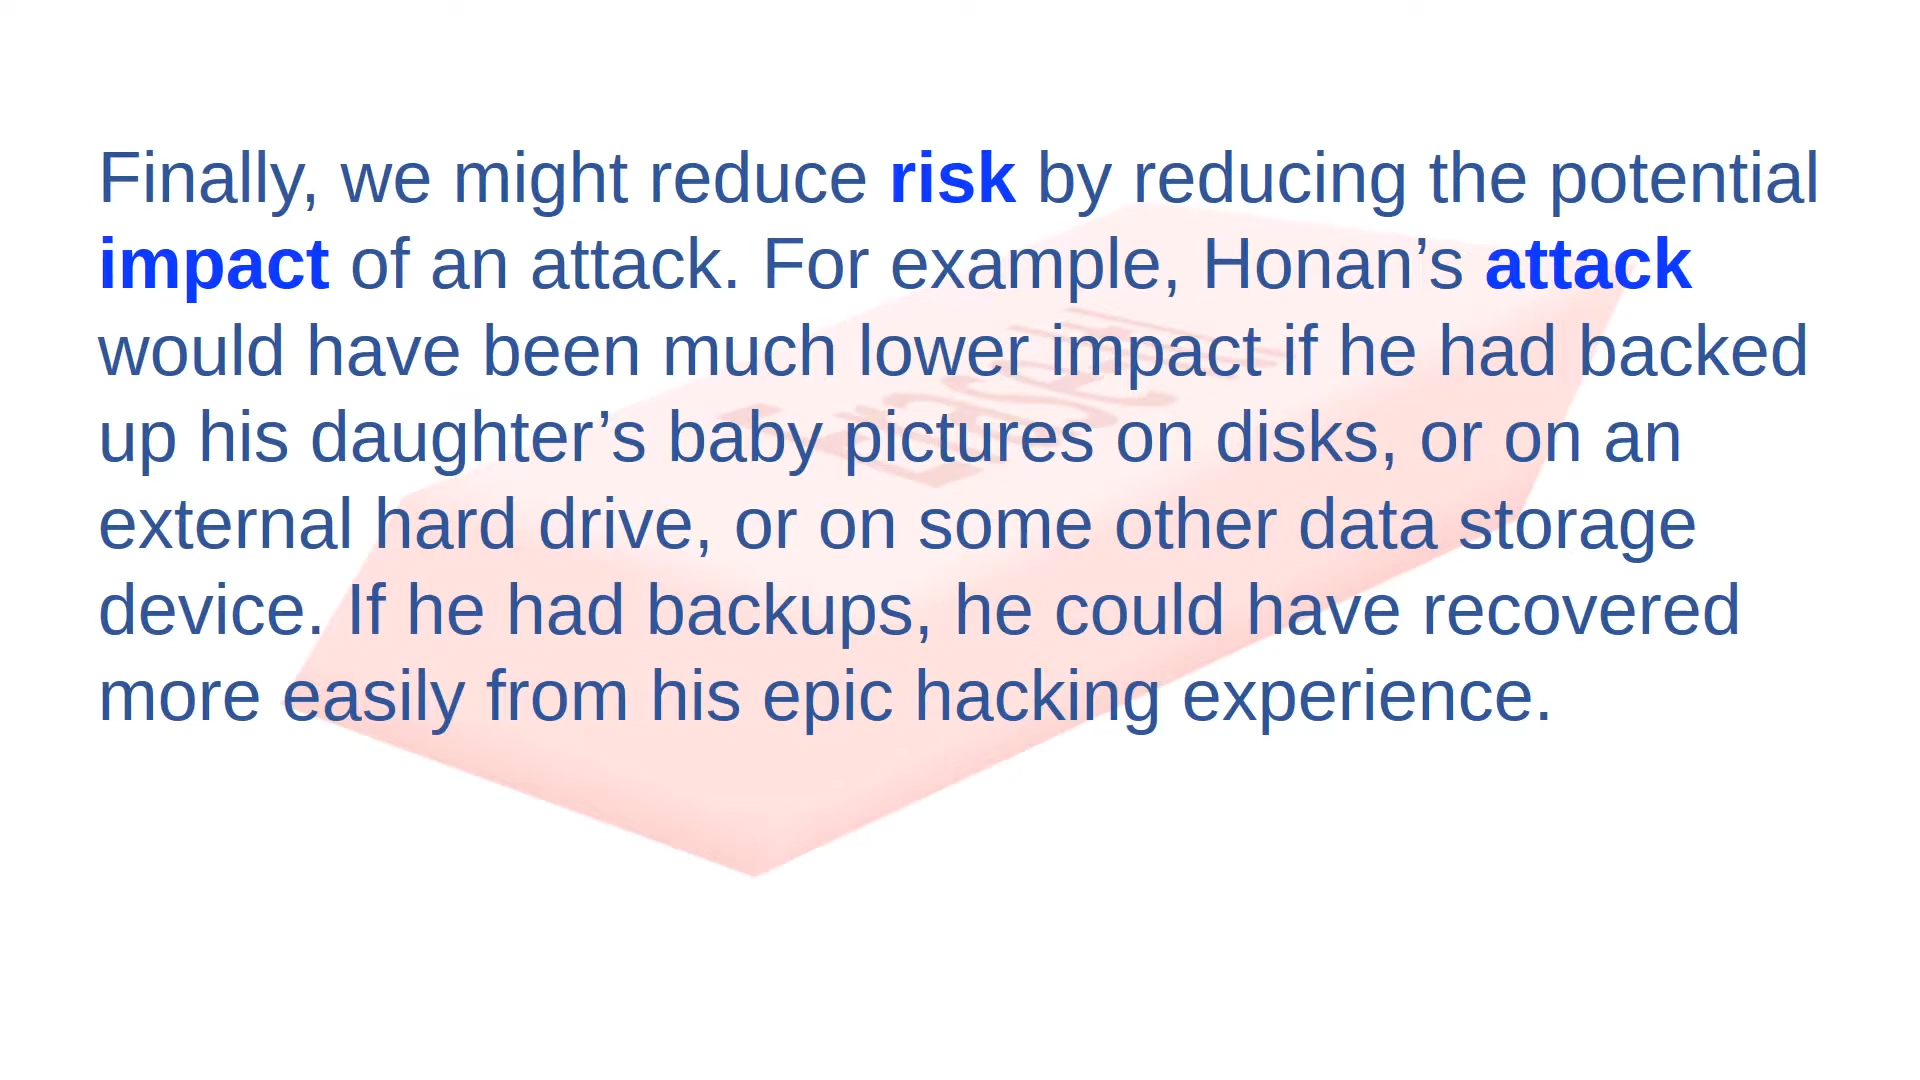 Finally, we might reduce risk by reducing the potential
impact of an attack. For example, Honan’s attack
would have been much lower impact if he had backed
up his daughter’s baby pictures on disks, or on an
external hard drive, or on some other data storage
device. If he had backups, he could have recovered
more easily from his epic hacking experience.